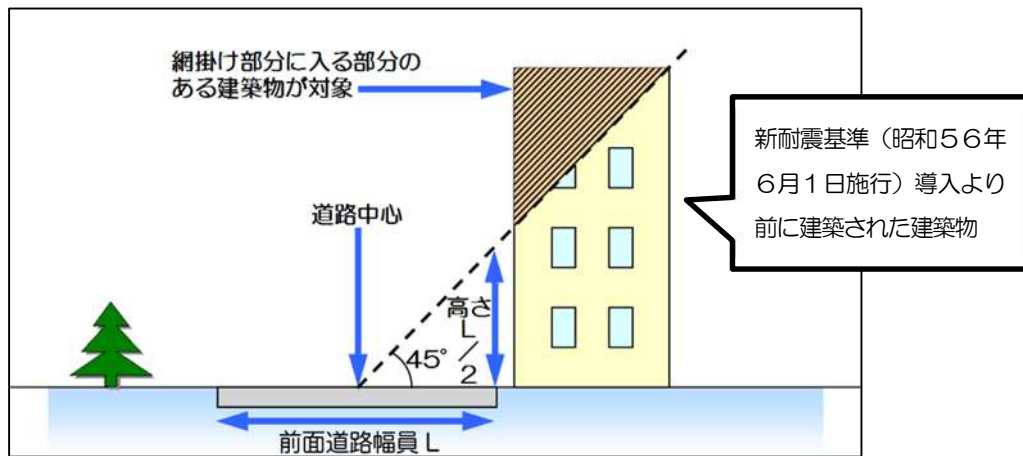 網掛け部分に入る部分の
ある建築物が対象
新耐震基準（昭和５６年
６月１日施行）導入より
前に建築された建築物
道路中心
高さ
L
／
2
45°
前面道路幅員 L